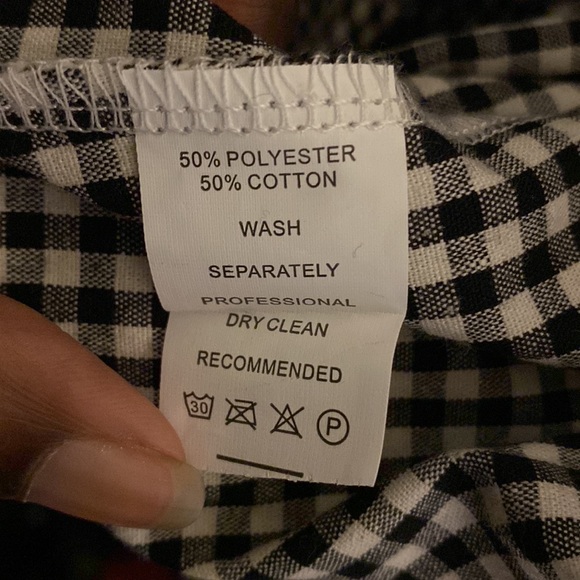 50% POLYESTER
50% COTTON
WASH
SEPARATELY
PROFESSIONAL
DRY CLEAN
RECOMMENDED
30 P